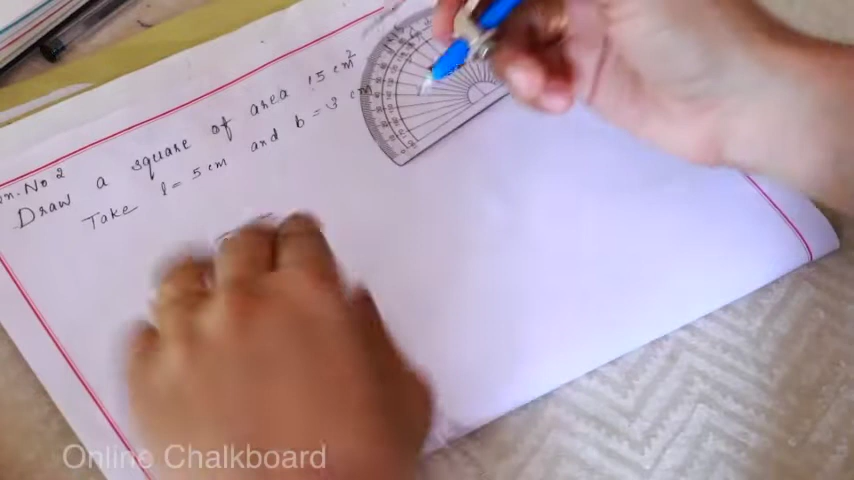 n. No 2
Draw a square of area 15 cm²
Take l = 5 cm and b = 3 cm
Online Chalkboard